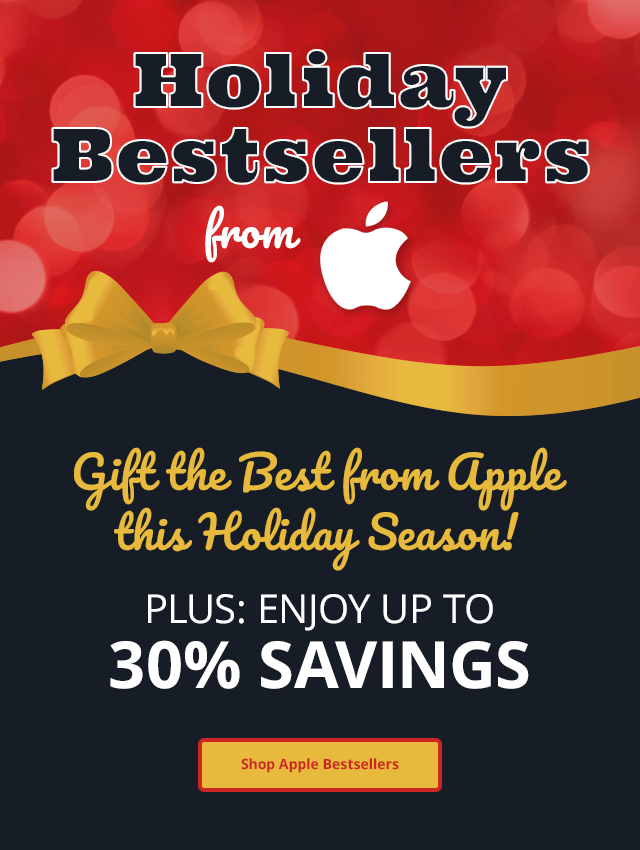 Holiday
Bestsellers
from
Gift the Best from Apple
this Holiday Season!
PLUS: ENJOY UP TO
30% SAVINGS
Shop Apple Bestsellers